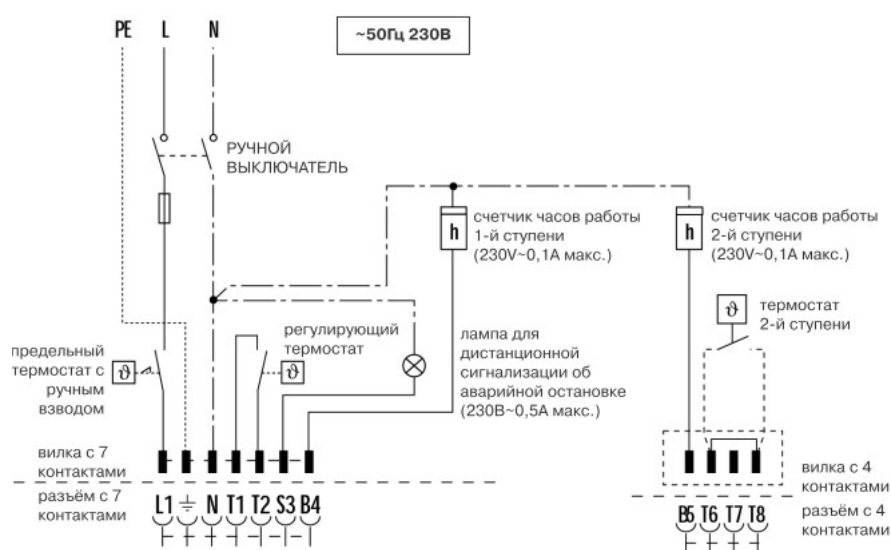 PE L N
~50Гц 230В
РУЧНОЙ
ВЫКЛЮЧАТЕЛЬ
h
счетчик часов работы
1-й ступени
(230V~0,1А макс.)
h
счетчик часов работы
2-й ступени
(230V~0,1А макс.)
ϑ
термостат
2-й ступени
регулирующий
термостат
ϑ
лампа для
дистанционной
сигнализации об
аварийной остановке
(230В~0,5А макс.)
предельный
термостат с
ручным
взводом
ϑ
вилка с 7
контактами
разъём с 7
контактами
L1 N T1 T2 S3 B4
вилка с 4
контактами
разъём с 4
контактами
B5 T6 T7 T8